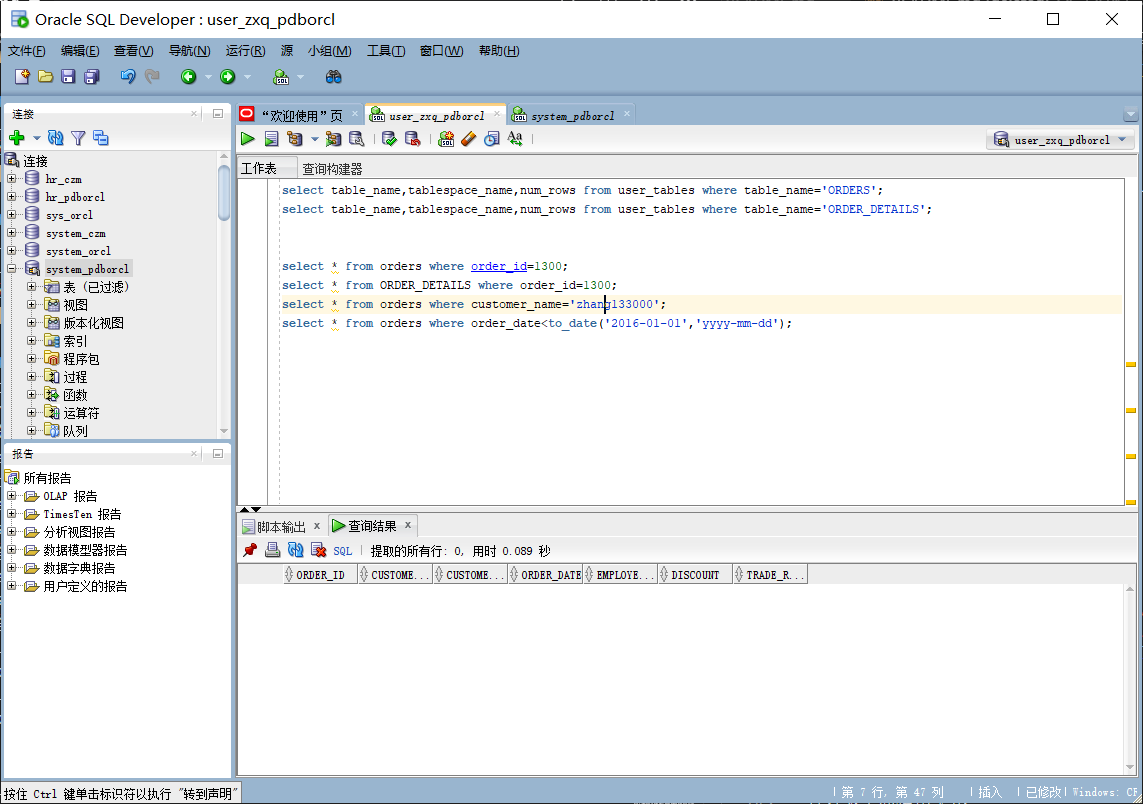 Oracle SQL Developer : user_zxq_pdborcl
文件(F) 编辑(E) 查看(V) 导航(N) 运行(R) 源 小组(M) 工具(T) 窗口(W) 帮助(H)
连接
连接
hr_czm
hr_pdborcl
sys_orcl
system_czm
system_orcl
system_pdborcl
表 (已过滤)
视图
版本化视图
索引
程序包
过程
函数
运算符
队列
报告
所有报告
OLAP 报告
TimesTen 报告
分析视图报告
数据模型器报告
数据字典报告
用户定义的报告
“欢迎使用”页 user_zxq_pdborcl system_pdborcl
user_zxq_pdborcl
工作表 查询构建器
select table_name,tablespace_name,num_rows from user_tables where table_name='ORDERS';
select table_name,tablespace_name,num_rows from user_tables where table_name='ORDER_DETAILS';
select * from orders where order_id=1300;
select * from ORDER_DETAILS where order_id=1300;
select * from orders where customer_name='zhang133000';
select * from orders where order_date<to_date('2016-01-01','yyyy-mm-dd');
脚本输出 查询结果
SQL 提取的所有行: 0, 用时 0.089 秒
ORDER_ID CUSTOME... CUSTOME... ORDER_DATE EMPLOYE... DISCOUNT TRADE_R...
按住 Ctrl 键单击标识符以执行 "转到声明" 第 7 行, 第 47 列 插入 已修改 Windows: CF